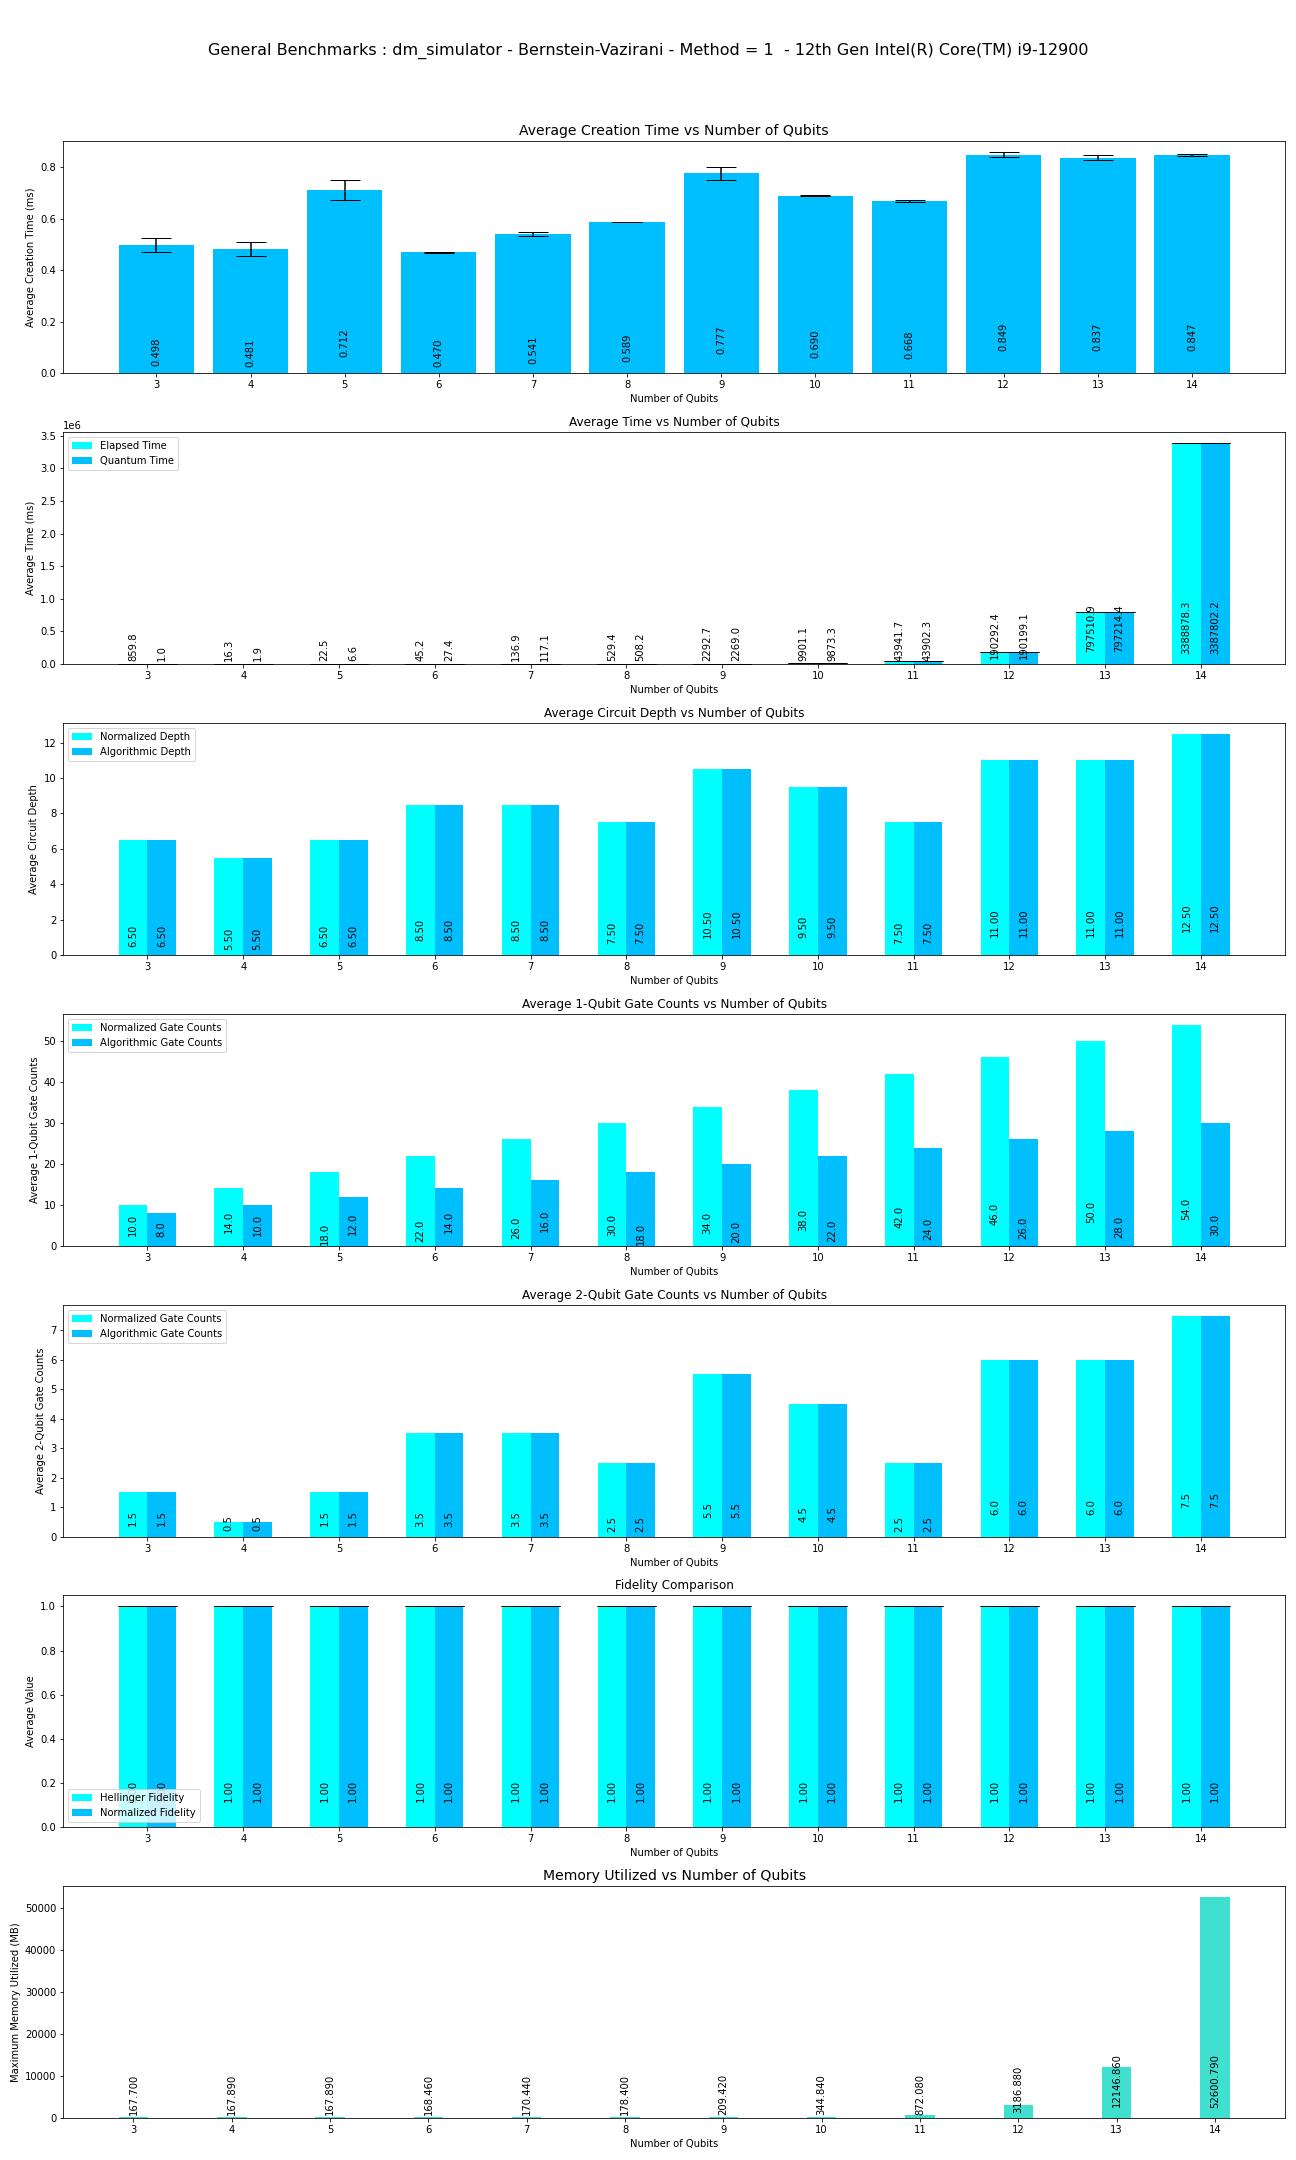 General Benchmarks : dm_simulator - Bernstein-Vazirani - Method = 1  - 12th Gen Intel(R) Core(TM) i9-12900
Average Creation Time vs Number of Qubits
Average Creation Time (ms)
0.8
0.6
0.4
0.2
0.0
0.498 0.481 0.712 0.470 0.541 0.589 0.777 0.690 0.668 0.849 0.837 0.847
3 4 5 6 7 8 9 10 11 12 13 14
Number of Qubits
Average Time vs Number of Qubits
1e6
Average Time (ms)
Elapsed Time
Quantum Time
3.5
3.0
2.5
2.0
1.5
1.0
0.5
0.0
859.8 1.0 16.3 1.9 22.5 6.6 45.2 27.4 136.9 117.1 529.4 508.2 2292.7 2269.0 9901.1 9873.3 43941.7 43902.3 190292.4 190199.1 797510.9 797214.4 3388878.3 3387802.2
3 4 5 6 7 8 9 10 11 12 13 14
Number of Qubits
Average Circuit Depth vs Number of Qubits
Average Circuit Depth
Normalized Depth
Algorithmic Depth
12
10
8
6
4
2
0
6.50 6.50 5.50 5.50 6.50 6.50 8.50 8.50 8.50 8.50 7.50 7.50 10.50 10.50 9.50 9.50 7.50 7.50 11.00 11.00 11.00 11.00 12.50 12.50
3 4 5 6 7 8 9 10 11 12 13 14
Number of Qubits
Average 1-Qubit Gate Counts vs Number of Qubits
Average 1-Qubit Gate Counts
Normalized Gate Counts
Algorithmic Gate Counts
50
40
30
20
10
0
10.0 8.0 14.0 10.0 18.0 12.0 22.0 14.0 26.0 16.0 30.0 18.0 34.0 20.0 38.0 22.0 42.0 24.0 46.0 26.0 50.0 28.0 54.0 30.0
3 4 5 6 7 8 9 10 11 12 13 14
Number of Qubits
Average 2-Qubit Gate Counts vs Number of Qubits
Average 2-Qubit Gate Counts
Normalized Gate Counts
Algorithmic Gate Counts
7
6
5
4
3
2
1
0
1.5 1.5 0.5 0.5 1.5 1.5 3.5 3.5 3.5 3.5 2.5 2.5 5.5 5.5 4.5 4.5 2.5 2.5 6.0 6.0 6.0 6.0 7.5 7.5
3 4 5 6 7 8 9 10 11 12 13 14
Number of Qubits
Fidelity Comparison
Average Value
1.0
0.8
0.6
0.4
0.2
0.0
1.00 1.00 1.00 1.00 1.00 1.00 1.00 1.00 1.00 1.00 1.00 1.00 1.00 1.00 1.00 1.00 1.00 1.00 1.00 1.00 1.00 1.00
Hellinger Fidelity
Normalized Fidelity
3 4 5 6 7 8 9 10 11 12 13 14
Number of Qubits
Memory Utilized vs Number of Qubits
Maximum Memory Utilized (MB)
50000
40000
30000
20000
10000
0
167.700 167.890 167.890 168.460 170.440 178.400 209.420 344.840 872.080 3186.880 12146.860 52600.790
3 4 5 6 7 8 9 10 11 12 13 14
Number of Qubits